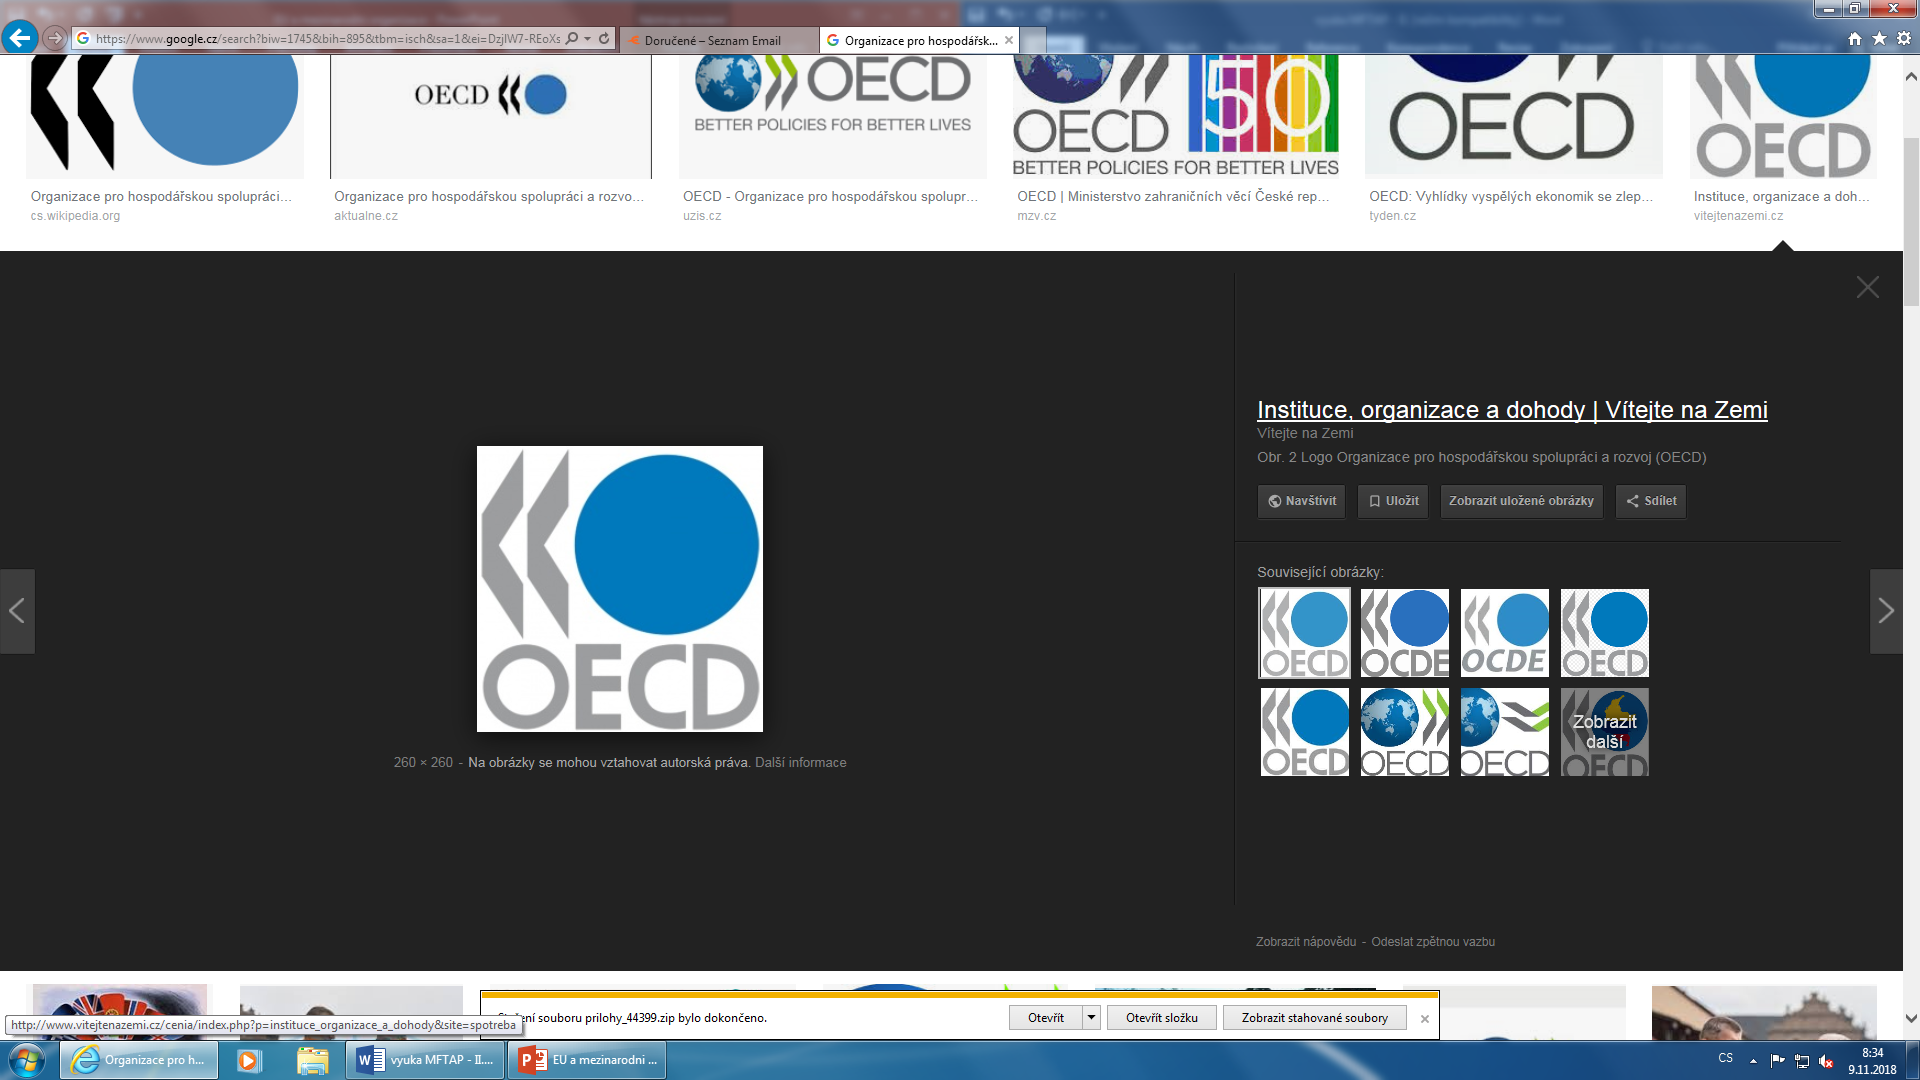 https://www.google.cz/search?biw=1745&bih=895&tbm=isch&sa=1&ei=DzjlW7-REoXs
Doručené – Seznam Email
Organizace pro hospodářsk...
OECD
OECD
BETTER POLICIES FOR BETTER LIVES
OECD
50
BETTER POLICIES FOR BETTER LIVES
OECD
OECD
Organizace pro hospodářskou spolupráci...
cs.wikipedia.org
Organizace pro hospodářskou spolupráci a rozvo...
aktualne.cz
OECD - Organizace pro hospodářskou spolupr...
uzis.cz
OECD | Ministerstvo zahraničních věcí České rep...
mzv.cz
OECD: Vyhlídky vyspělých ekonomik se zlep...
tyden.cz
Instituce, organizace a doh...
vitejtenazemi.cz
OECD
260 × 260 - Na obrázky se mohou vztahovat autorská práva. Další informace
Instituce, organizace a dohody | Vítejte na Zemi
Vítejte na Zemi
Obr. 2 Logo Organizace pro hospodářskou spolupráci a rozvoj (OECD)
Navštívit
Uložit
Zobrazit uložené obrázky
Sdílet
Související obrázky:
OECD
OCDE
OCDE
OECD
OECD
OECD
OECD
Zobrazit
další
OECD
Zobrazit nápovědu - Odeslat zpětnou vazbu
souboru prilohy_44399.zip bylo dokončeno.
Otevřít
Otevřít složku
Zobrazit stahované soubory
http://www.vitejtenazemi.cz/cenia/index.php?p=instituce_organizace_a_dohody&site=spotreba
Organizace pro h...
vyuka MFTAP - II....
EU a mezinarodni ...
CS
8:34
9.11.2018